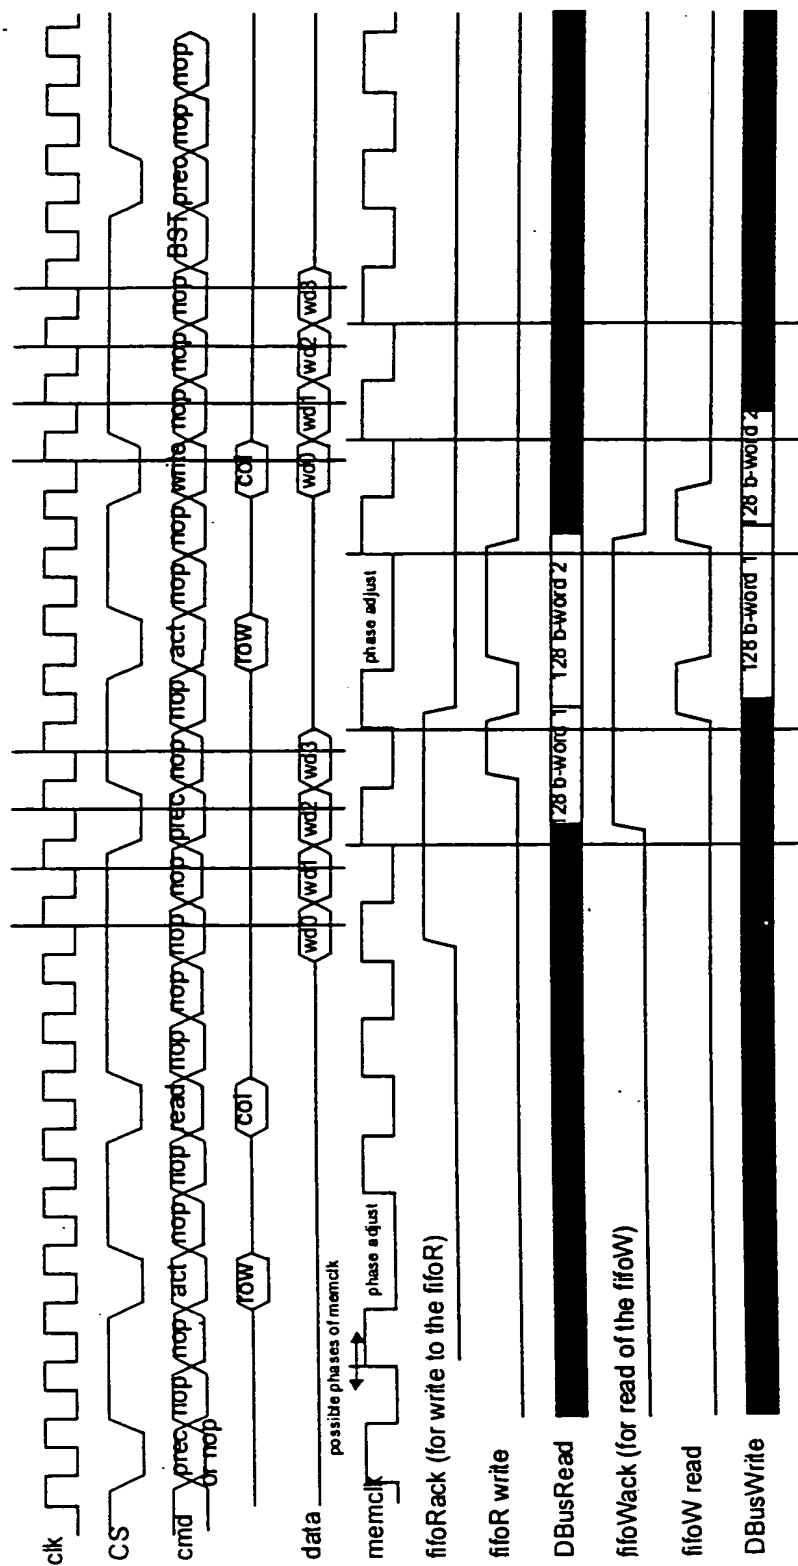 clk
CS
cmd prec nop nop act nop nop read nop nop nop nop prec nop nop act nop nop write nop nop nop BST prec nop nop
or nop
row col row col
data wd0 wd1 wd2 wd3 wd0 wd1 wd2 wd3
possible phases of memclk
memclk phase adjust phase adjust
fifoRack (for write to the fifoR)
fifoR write
DBusRead 128 b-word 1 128 b-word 2
fifoWack (for read of the fifoW)
fifoW read
DBusWrite 128 b-word 1 128 b-word 2